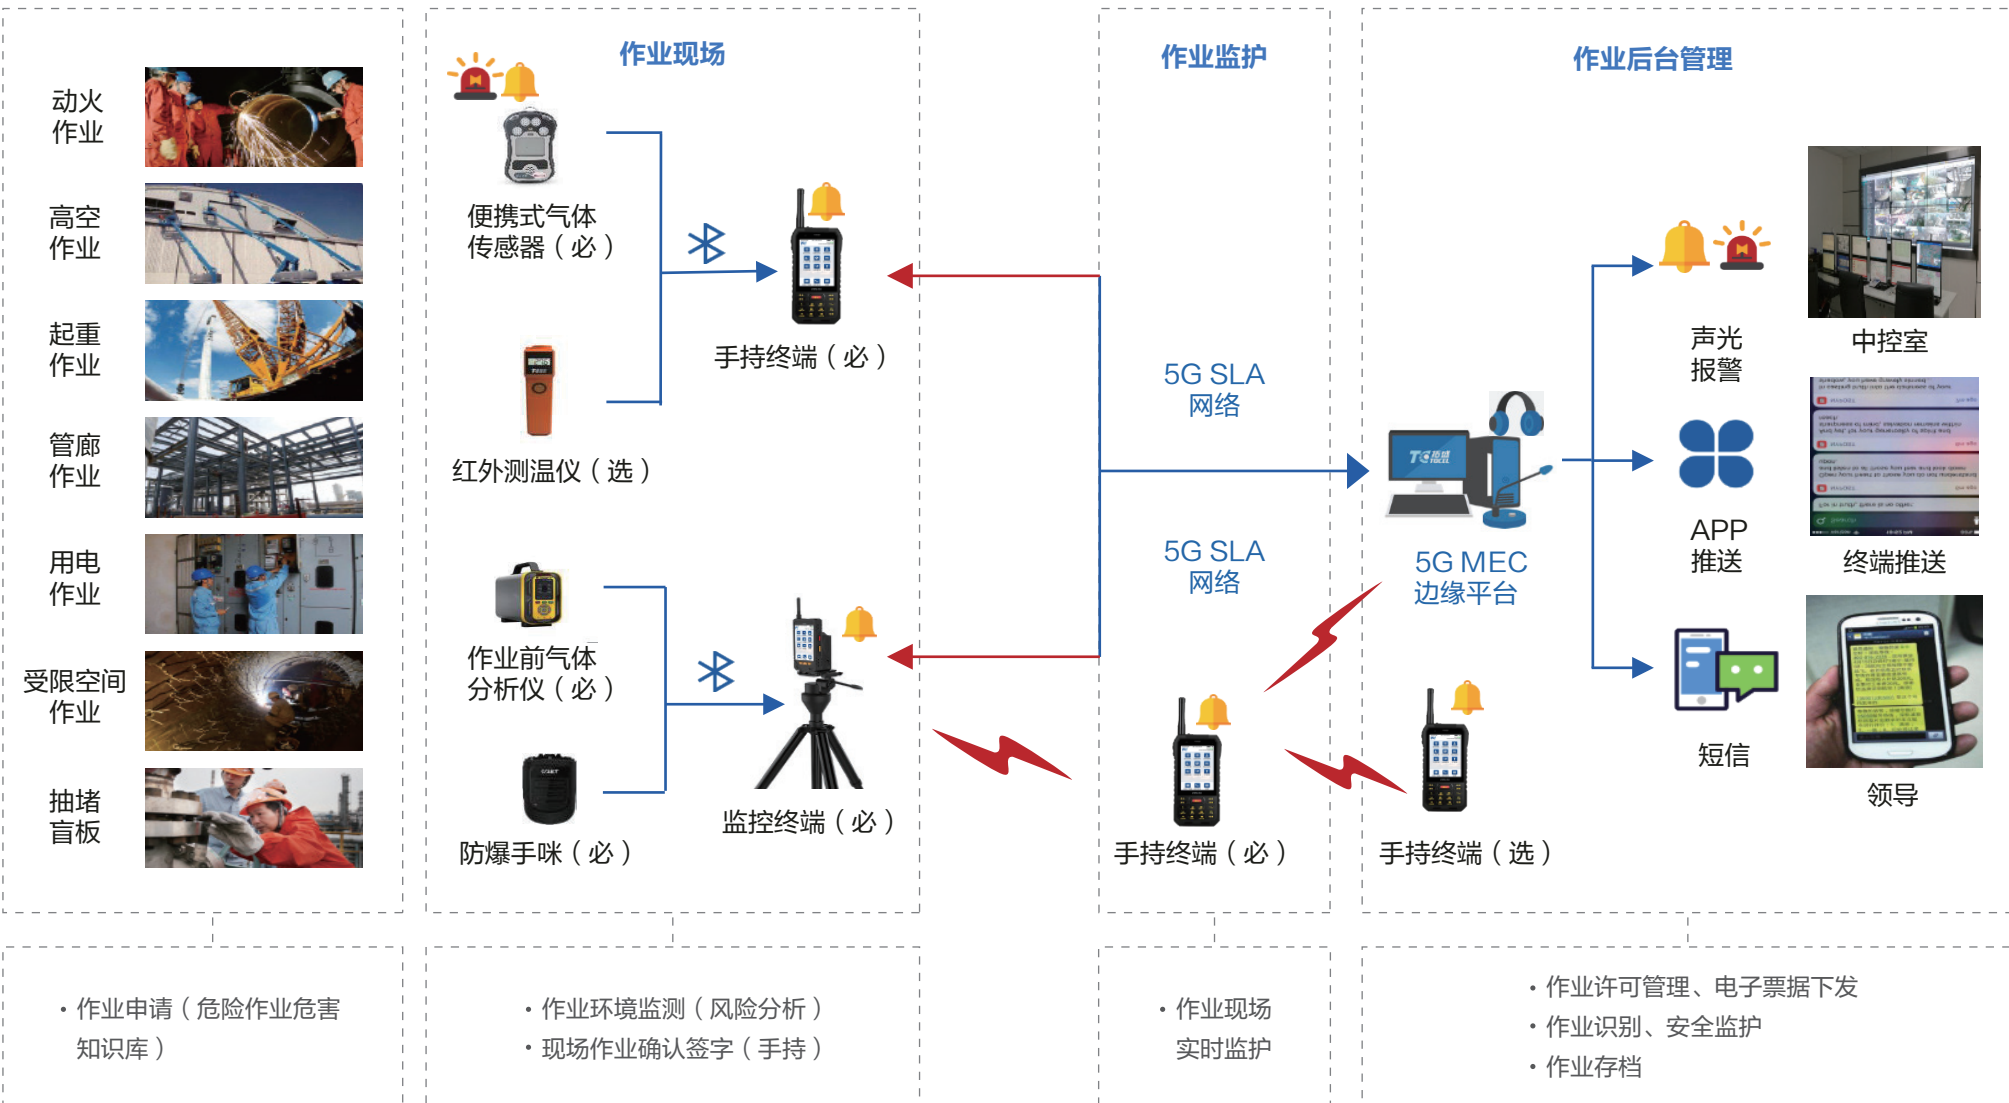 动火
作业
高空
作业
起重
作业
管廊
作业
用电
作业
受限空间
作业
抽堵
盲板
作业现场
便携式气体
传感器（必）
手持终端（必）
红外测温仪（选）
作业前气体
分析仪（必）
监控终端（必）
防爆手咪（必）
作业监护
5G SLA
网络
5G SLA
网络
手持终端（必）
作业后台管理
TC拓盛
TOCEL
5G MEC
边缘平台
手持终端（选）
声光
报警
中控室
APP
推送
终端推送
短信
领导
·作业申请（危险作业危害
知识库）
·作业环境监测（风险分析）
·现场作业确认签字（手持）
·作业现场
实时监护
·作业许可管理、电子票据下发
·作业识别、安全监护
·作业存档